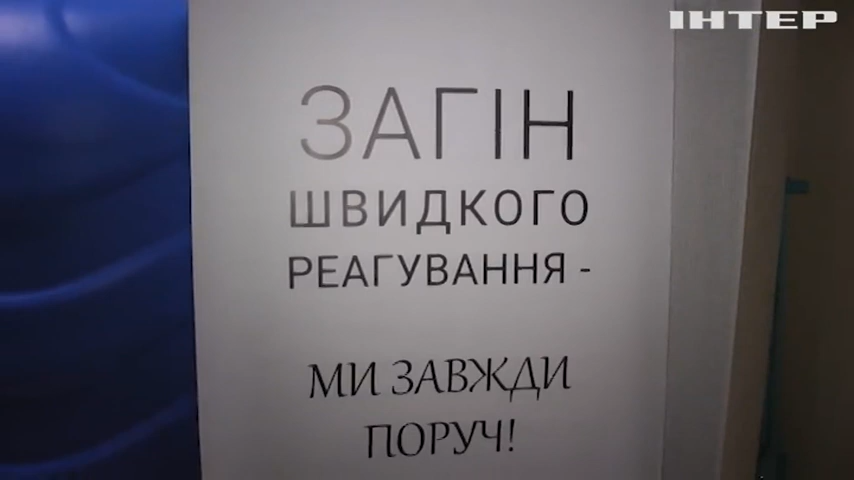 ІНТЕР
ЗАГІН
ШВИДКОГО
РЕАГУВАННЯ -
МИ ЗАВЖДИ
ПОРУЧ!